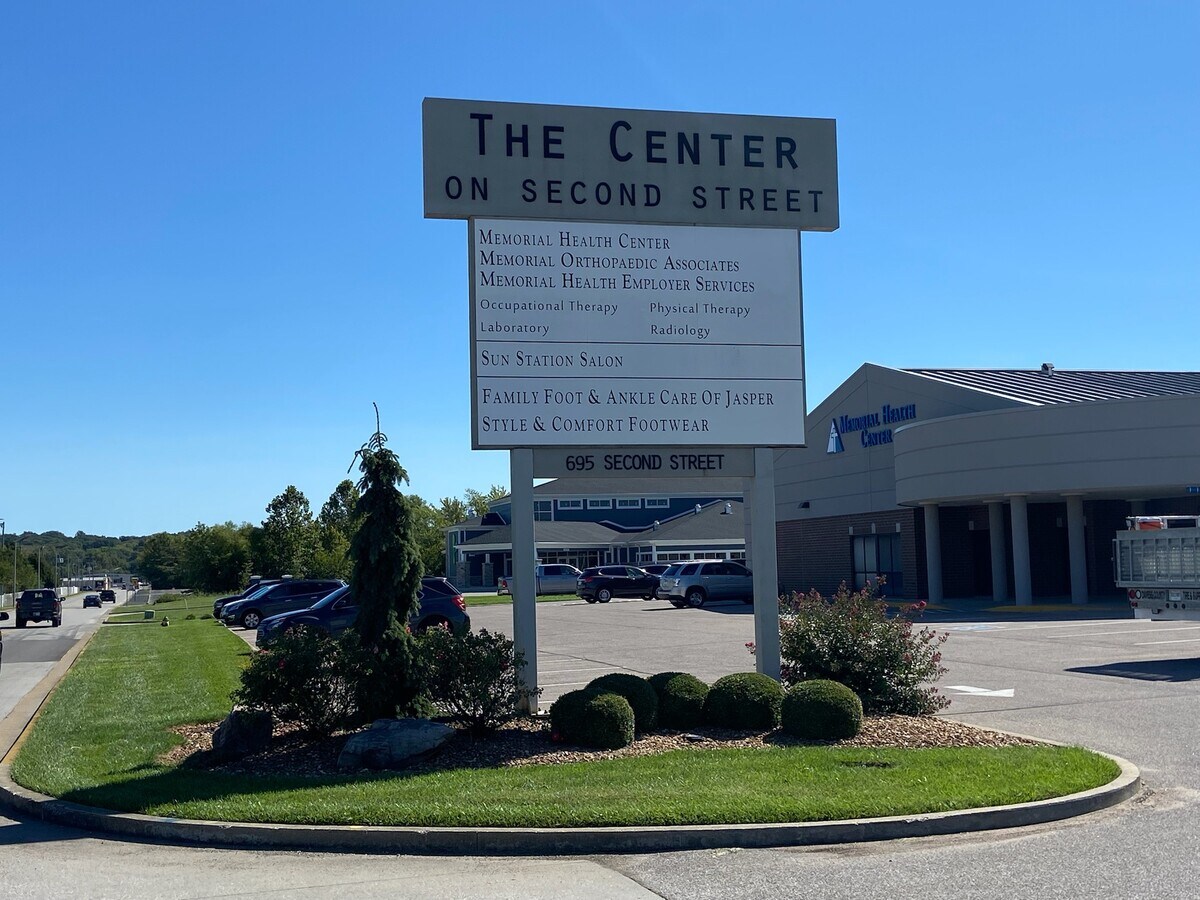 THE CENTER
ON SECOND STREET
MEMORIAL HEALTH CENTER
MEMORIAL ORTHOPAEDIC ASSOCIATES
MEMORIAL HEALTH EMPLOYER SERVICES
Occupational Therapy Physical Therapy
Laboratory Radiology
SUN STATION SALON
FAMILY FOOT & ANKLE CARE OF JASPER
STYLE & COMFORT FOOTWEAR
695 SECOND STREET
MEMORIAL HEALTH
CENTER